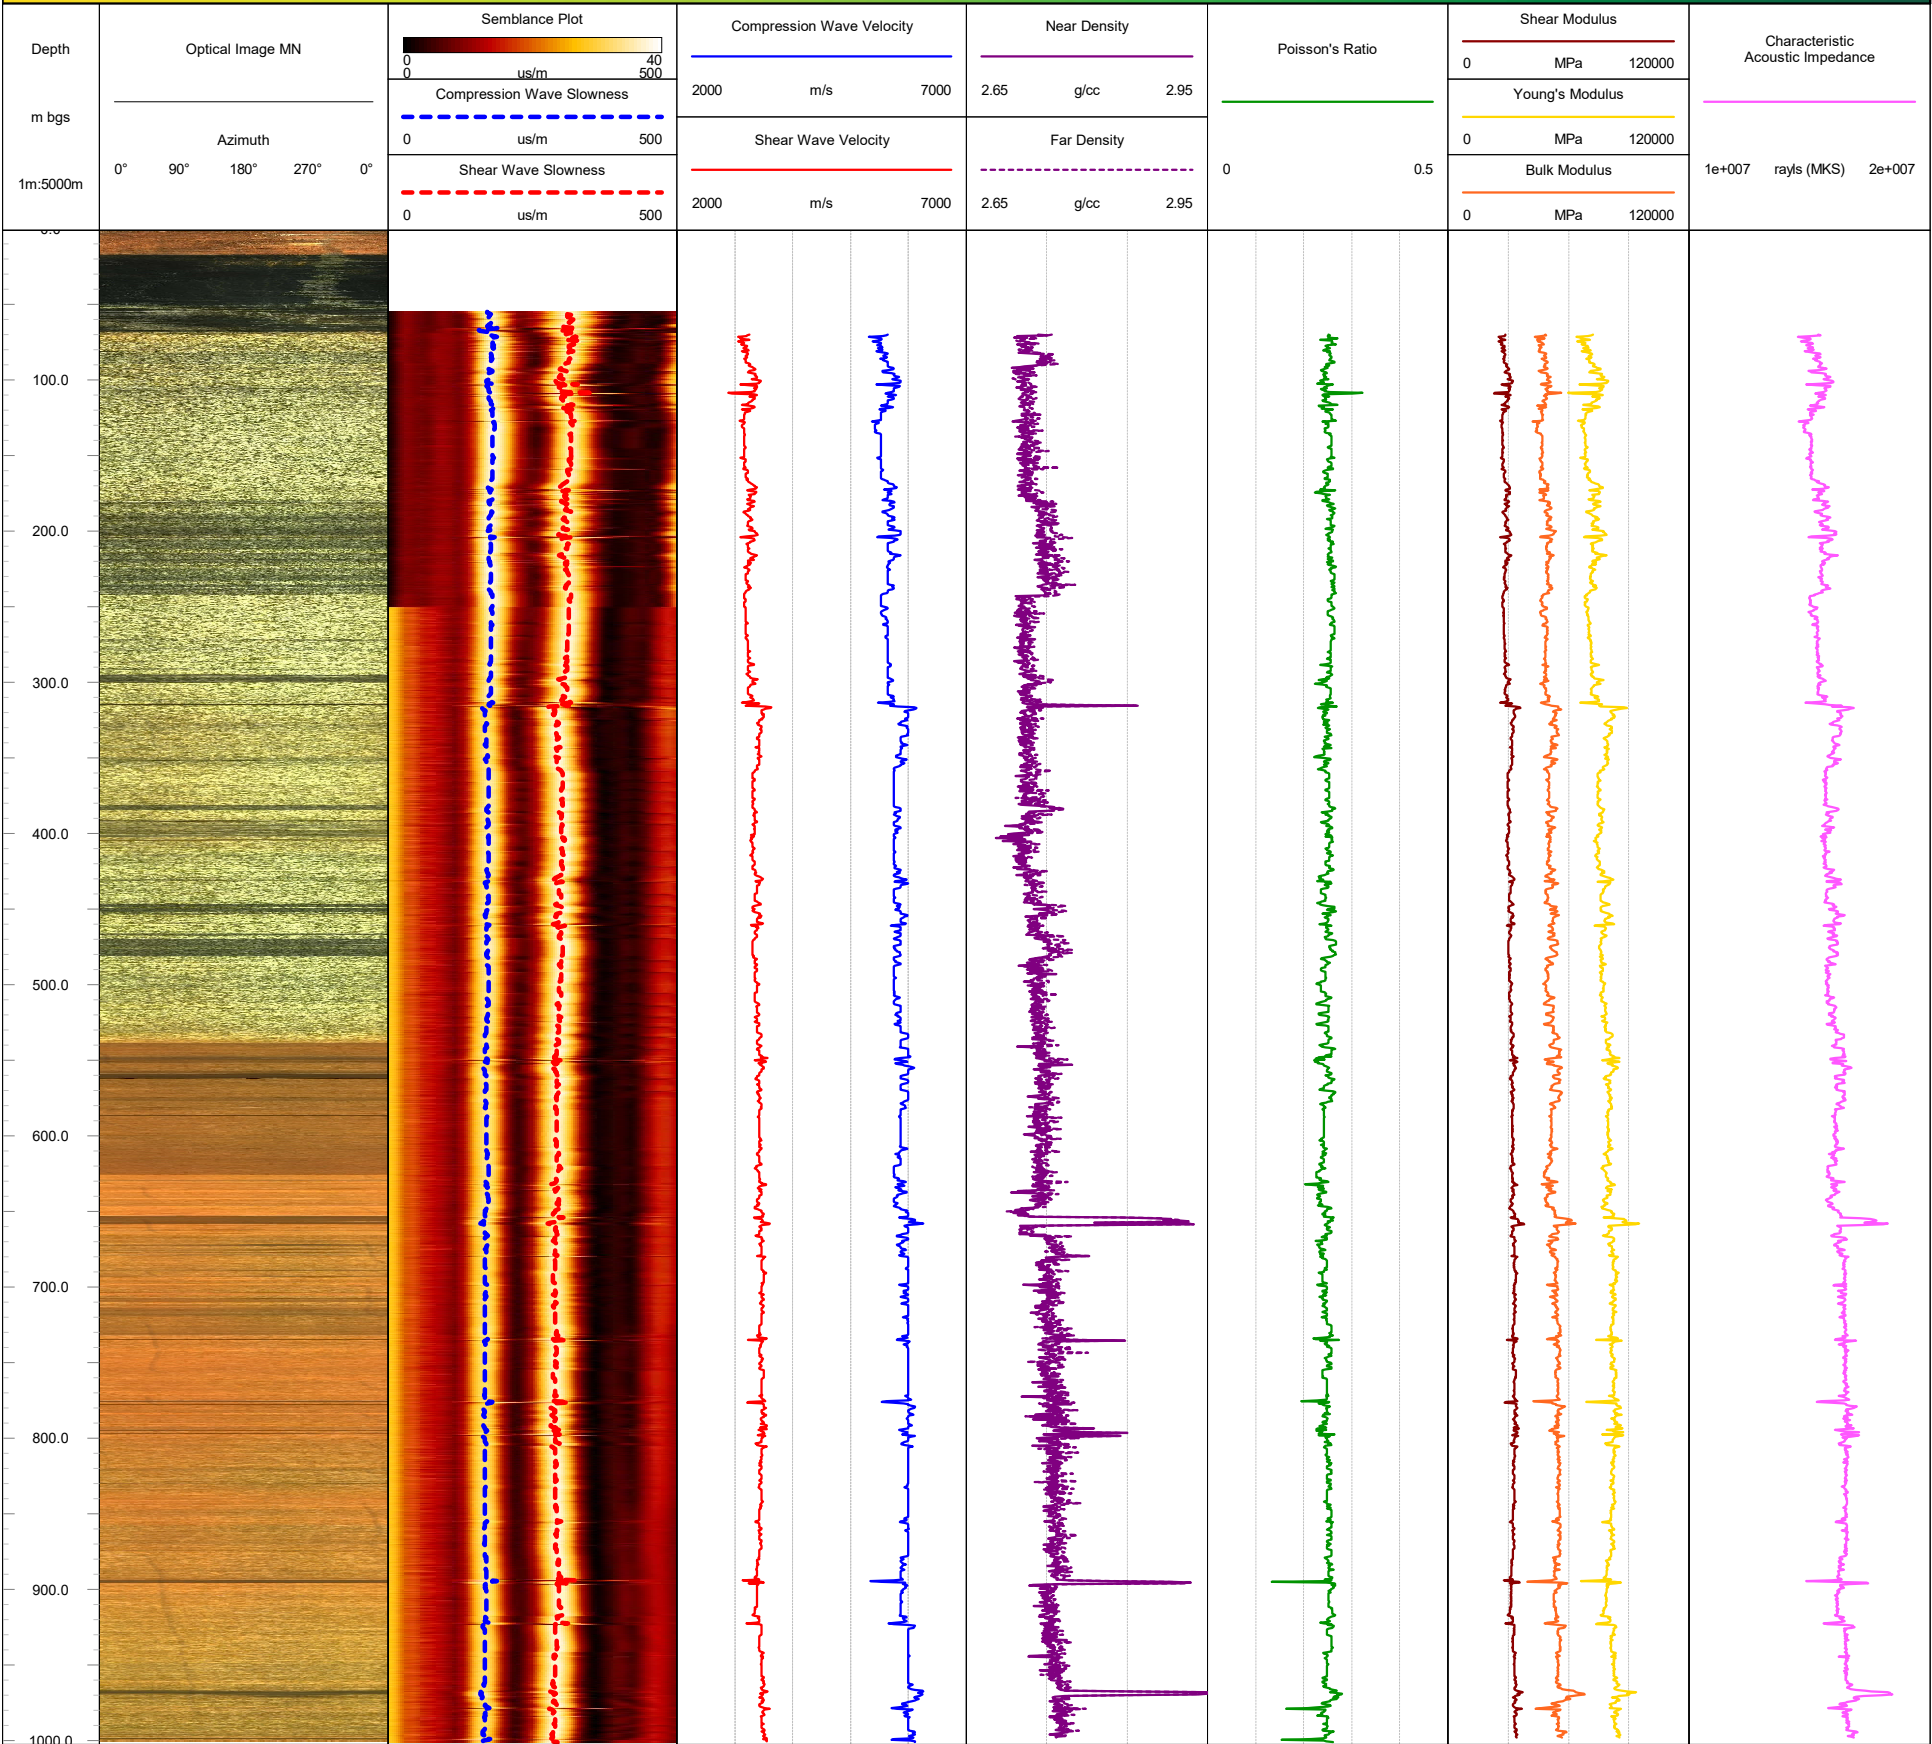 Depth
m bgs
1m:5000m
Optical Image MN
Azimuth
0° 90° 180° 270° 0°
Semblance Plot
0 40
0 us/m 500
Compression Wave Slowness
0 us/m 500
Shear Wave Slowness
0 us/m 500
Compression Wave Velocity
2000 m/s 7000
Shear Wave Velocity
2000 m/s 7000
Near Density
2.65 g/cc 2.95
Far Density
2.65 g/cc 2.95
Poisson's Ratio
0 0.5
Shear Modulus
0 MPa 120000
Young's Modulus
0 MPa 120000
Bulk Modulus
0 MPa 120000
Characteristic
Acoustic Impedance
1e+007 rayls (MKS) 2e+007
0.0
100.0
200.0
300.0
400.0
500.0
600.0
700.0
800.0
900.0
1000.0